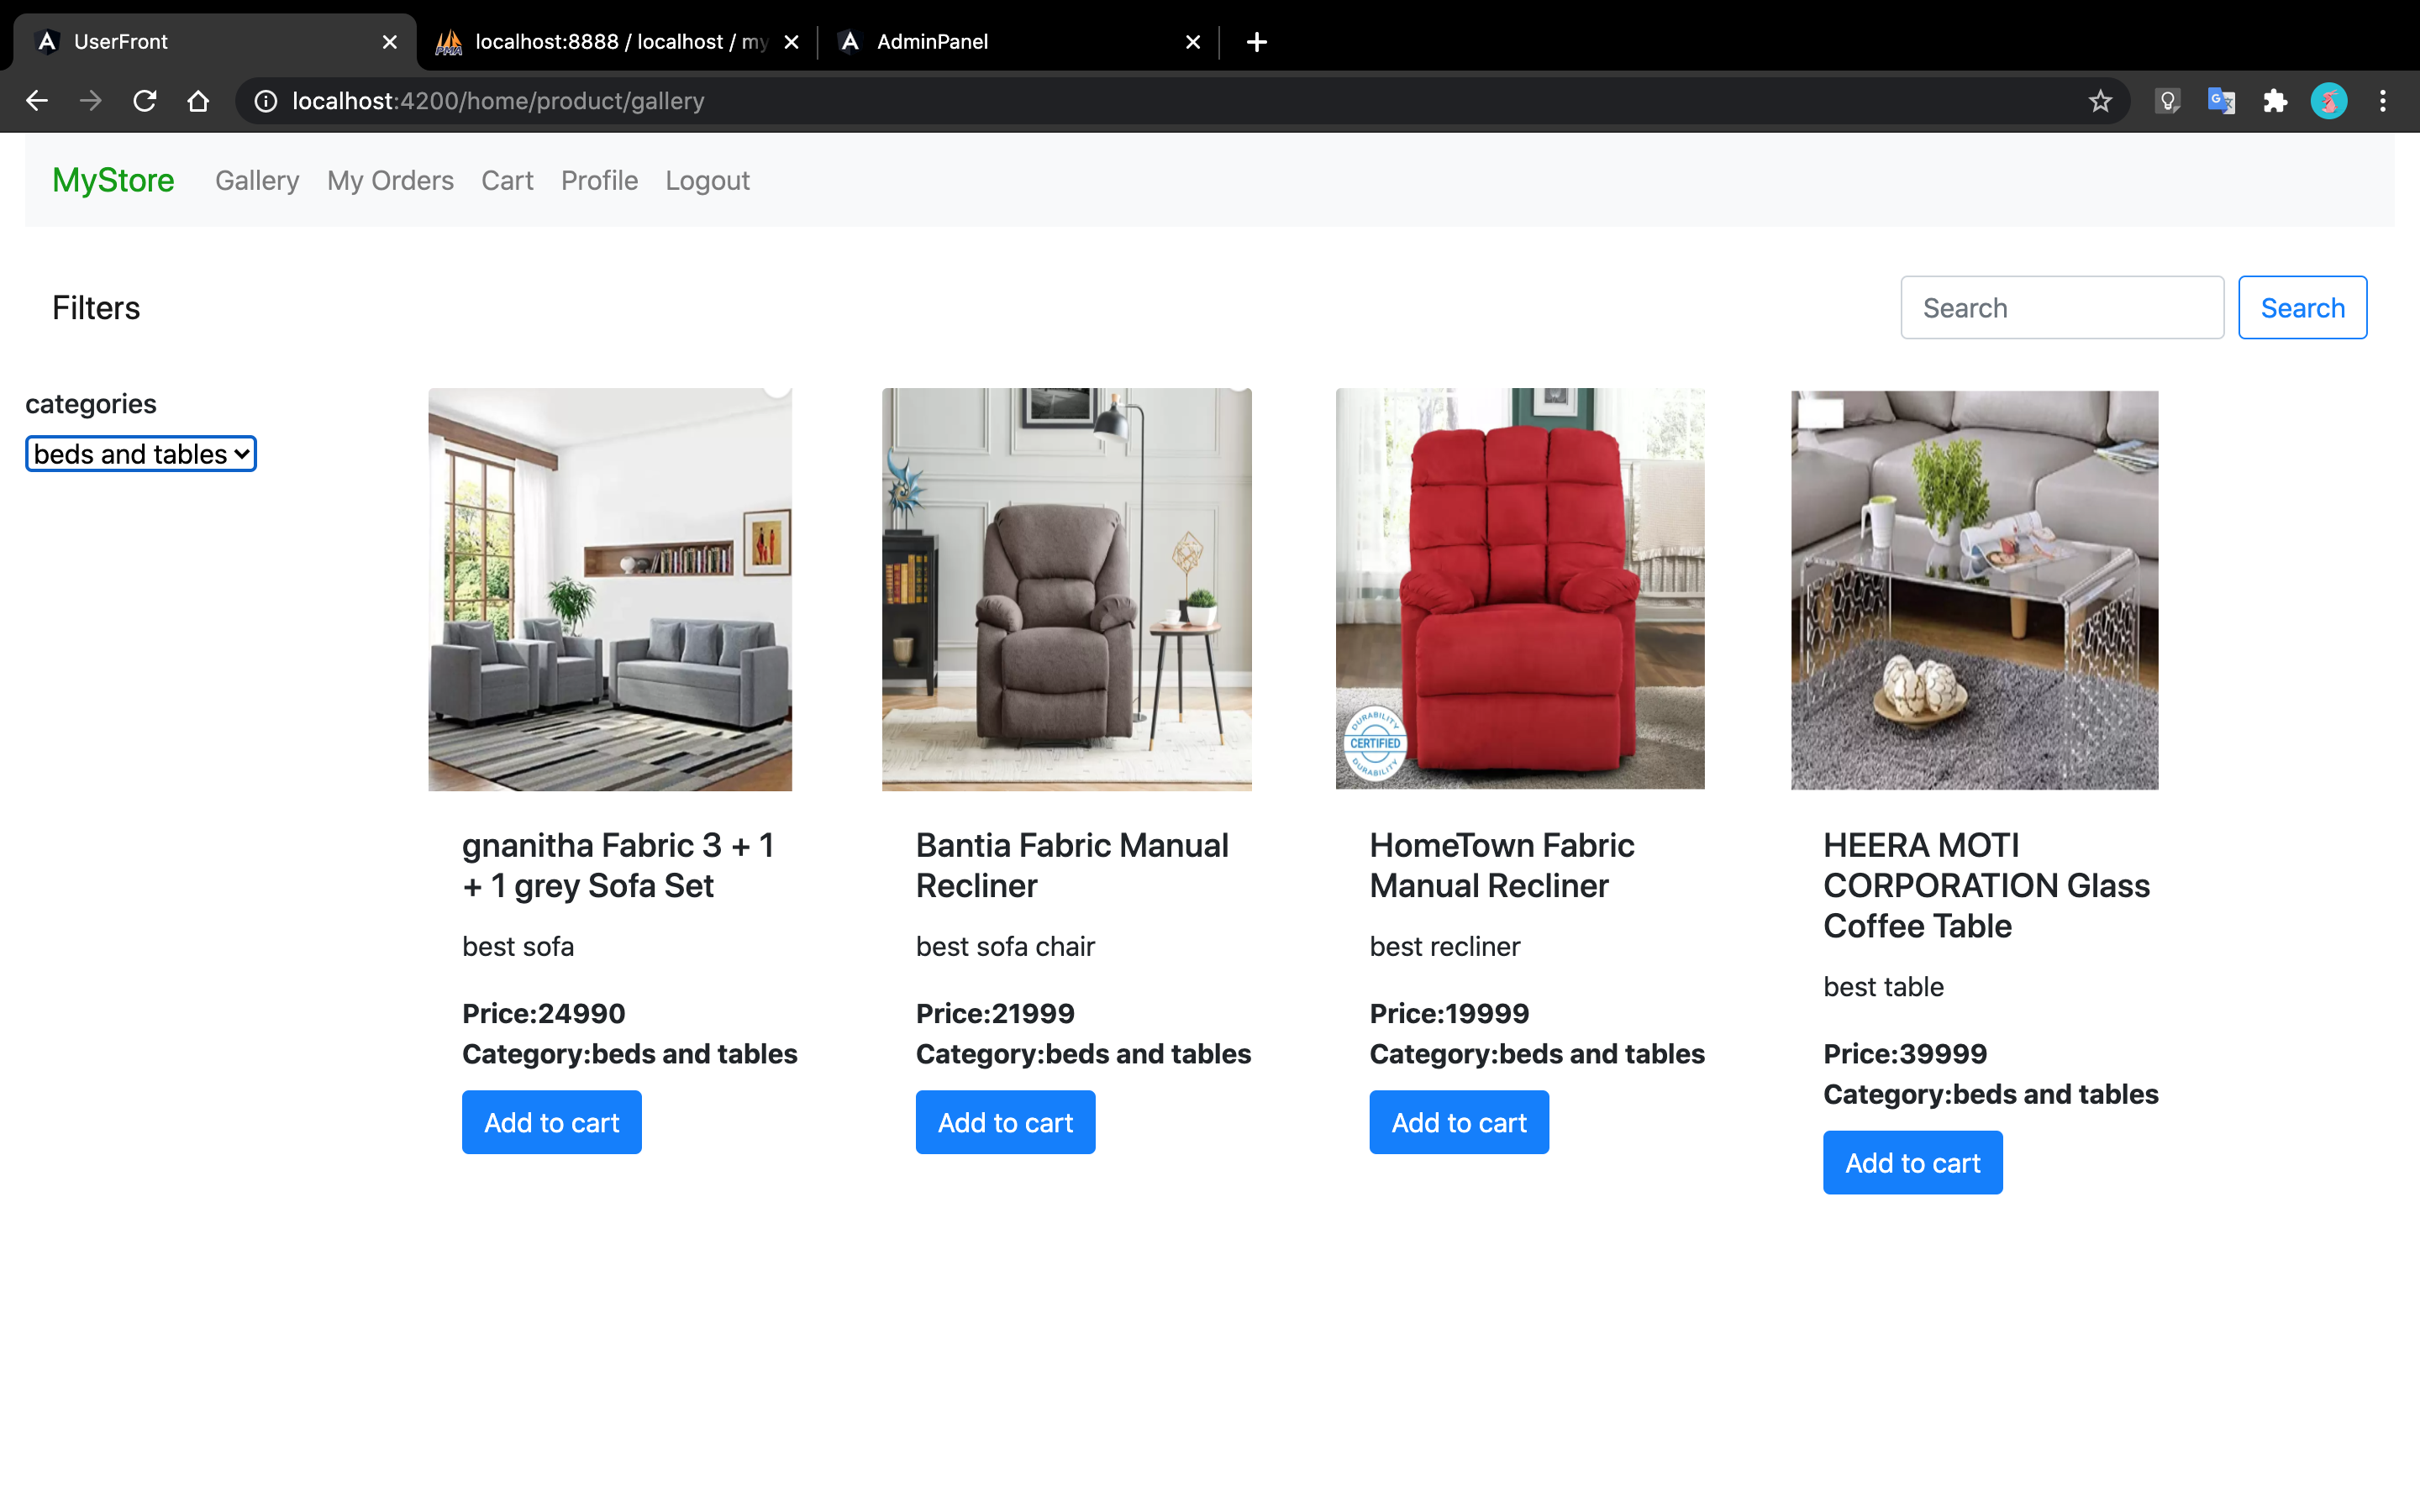 UserFront
localhost:8888 / localhost / my
AdminPanel
localhost:4200/home/product/gallery
MyStore
Gallery
My Orders
Cart
Profile
Logout
Filters
Search
Search
categories
beds and tables
DURABILITY
CERTIFIED
DURABILITY
gnanitha Fabric 3 + 1
+ 1 grey Sofa Set
best sofa
Price:24990
Category:beds and tables
Add to cart
Bantia Fabric Manual
Recliner
best sofa chair
Price:21999
Category:beds and tables
Add to cart
HomeTown Fabric
Manual Recliner
best recliner
Price:19999
Category:beds and tables
Add to cart
HEERA MOTI
CORPORATION Glass
Coffee Table
best table
Price:39999
Category:beds and tables
Add to cart